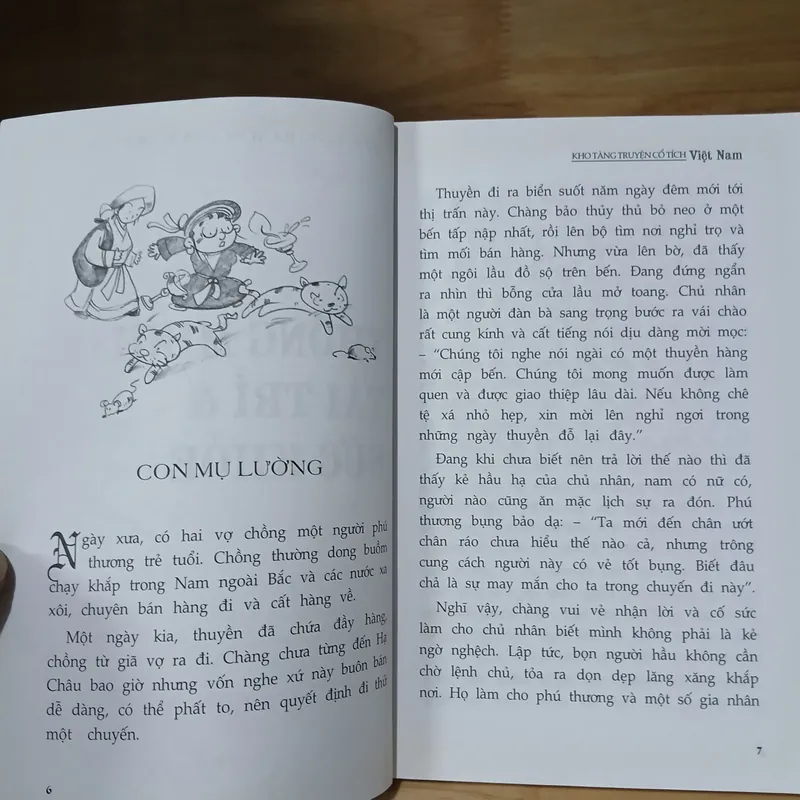 CON MỤ LƯỜNG
Ngày xưa, có hai vợ chồng một người phú
thương trẻ tuổi. Chồng thường dong buồm
chạy khắp trong Nam ngoài Bắc và các nước xa
xôi, chuyên bán hàng đi và cất hàng về.
Một ngày kia, thuyền đã chứa đầy hàng,
chồng từ giã vợ ra đi. Chàng chưa từng đến Hạ
Châu bao giờ nhưng vốn nghe xứ này buôn bán
dễ dàng, có thể phất to, nên quyết định đi thử
một chuyến.
6
KHO TÀNG TRUYỆN CỔ TÍCH Việt Nam
Thuyền đi ra biển suốt năm ngày đêm mới tới
thị trấn này. Chàng bảo thủy thủ bỏ neo ở một
bến tấp nập nhất, rồi lên bộ tìm nơi nghỉ trọ và
tìm mối bán hàng. Nhưng vừa lên bờ, đã thấy
một ngôi lầu đồ sộ trên bến. Đang đứng ngẩn
ra nhìn thì bỗng cửa lầu mở toang. Chủ nhân
là một người đàn bà sang trọng bước ra vái chào
rất cung kính và cất tiếng nói dịu dàng mời mọc:
– "Chúng tôi nghe nói ngài có một thuyền hàng
mới cập bến. Chúng tôi mong muốn được làm
quen và được giao thiệp lâu dài. Nếu không chê
tệ xá nhỏ hẹp, xin mời lên nghỉ ngơi trong
những ngày thuyền đỗ lại đây."
Đang khi chưa biết nên trả lời thế nào thì đã
thấy kẻ hầu hạ của chủ nhân, nam có nữ có,
người nào cũng ăn mặc lịch sự ra đón. Phú
thương bụng bảo dạ: – "Ta mới đến chân ướt
chân ráo chưa hiểu thế nào cả, nhưng trông
cung cách người này có vẻ tốt bụng. Biết đâu
chả là sự may mắn cho ta trong chuyến đi này".
Nghĩ vậy, chàng vui vẻ nhận lời và cố sức
làm cho chủ nhân biết mình không phải là kẻ
ngờ nghệch. Lập tức, bọn người hầu không cần
chờ lệnh chủ, tỏa ra dọn dẹp lăng xăng khắp
nơi. Họ làm cho phú thương và một số gia nhân
7